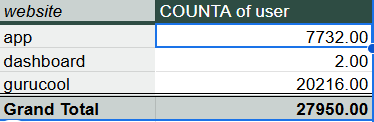 website COUNTA of user
app 7732.00
dashboard 2.00
gurucool 20216.00
Grand Total 27950.00